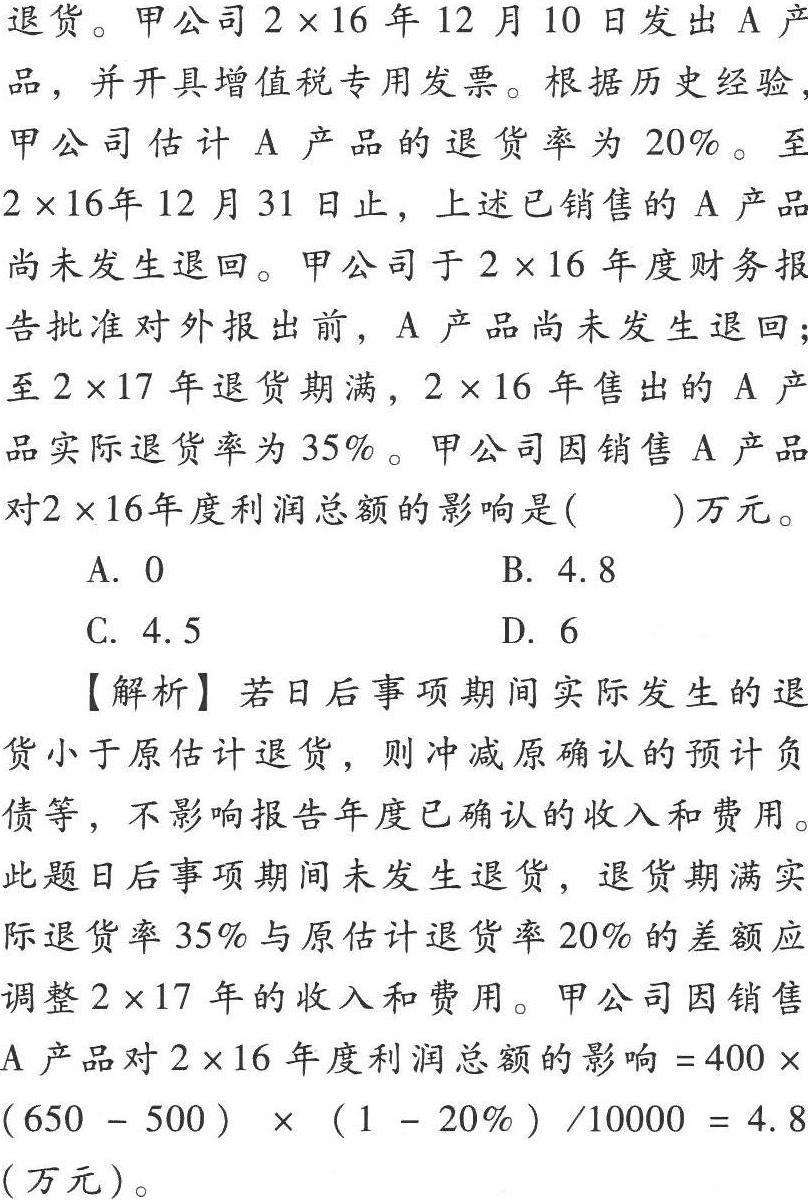 退货。甲公司 2×16 年 12 月 10 日发出 A 产
品，并开具增值税专用发票。根据历史经验，
甲公司估计 A 产品的退货率为 20%。至
2×16年 12 月 31 日止，上述已销售的 A 产品
尚未发生退回。甲公司于 2×16 年度财务报
告批准对外报出前，A 产品尚未发生退回；
至 2×17 年退货期满，2×16 年售出的 A 产
品实际退货率为 35%。甲公司因销售 A 产品
对2×16年度利润总额的影响是(　　)万元。
A. 0　　B. 4.8
C. 4.5　　D. 6
【解析】若日后事项期间实际发生的退
货小于原估计退货，则冲减原确认的预计负
债等，不影响报告年度已确认的收入和费用。
此题日后事项期间未发生退货，退货期满实
际退货率 35% 与原估计退货率 20% 的差额应
调整 2×17 年的收入和费用。甲公司因销售
A 产品对 2×16 年度利润总额的影响 = 400 ×
(650 - 500) × (1 - 20%) /10000 = 4.8
(万元)。